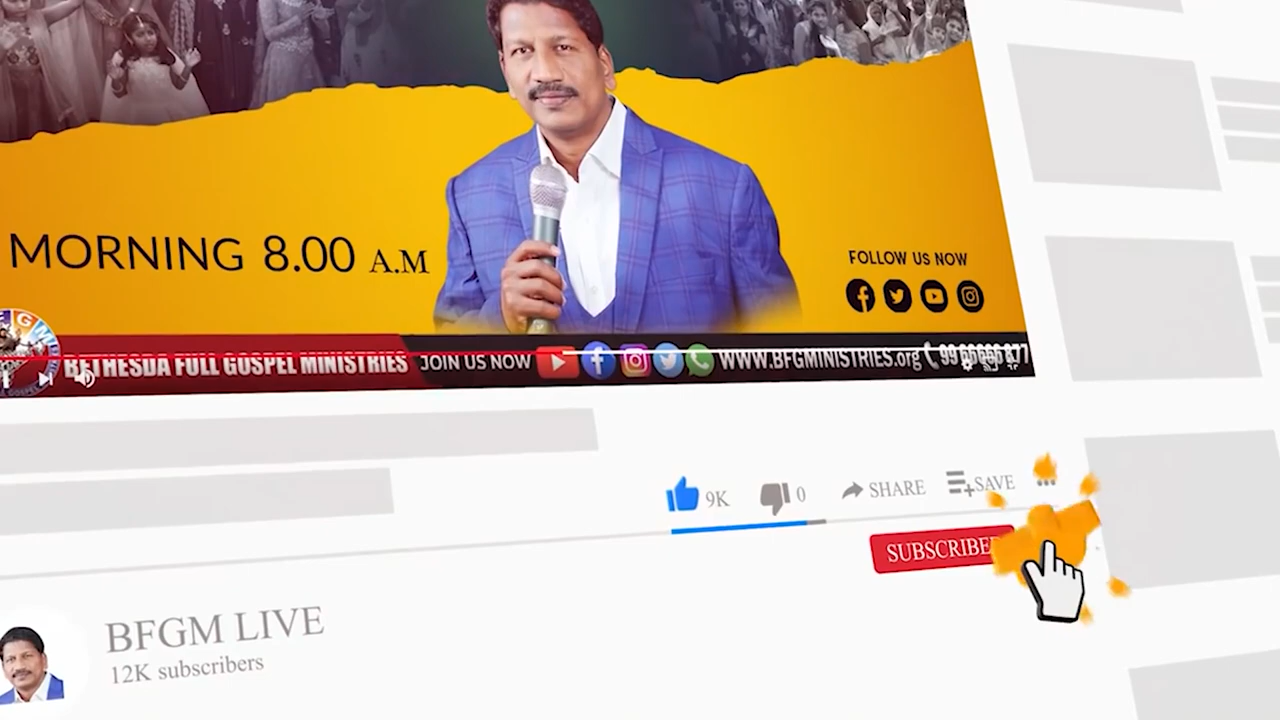 MORNING 8.00 A.M
FOLLOW US NOW
BETHESDA FULL GOSPEL MINISTRIES JOIN US NOW WWW.BFGMINISTRIES.org
9K 0 SHARE SAVE
SUBSCRIBE
BFGM LIVE
12K subscribers